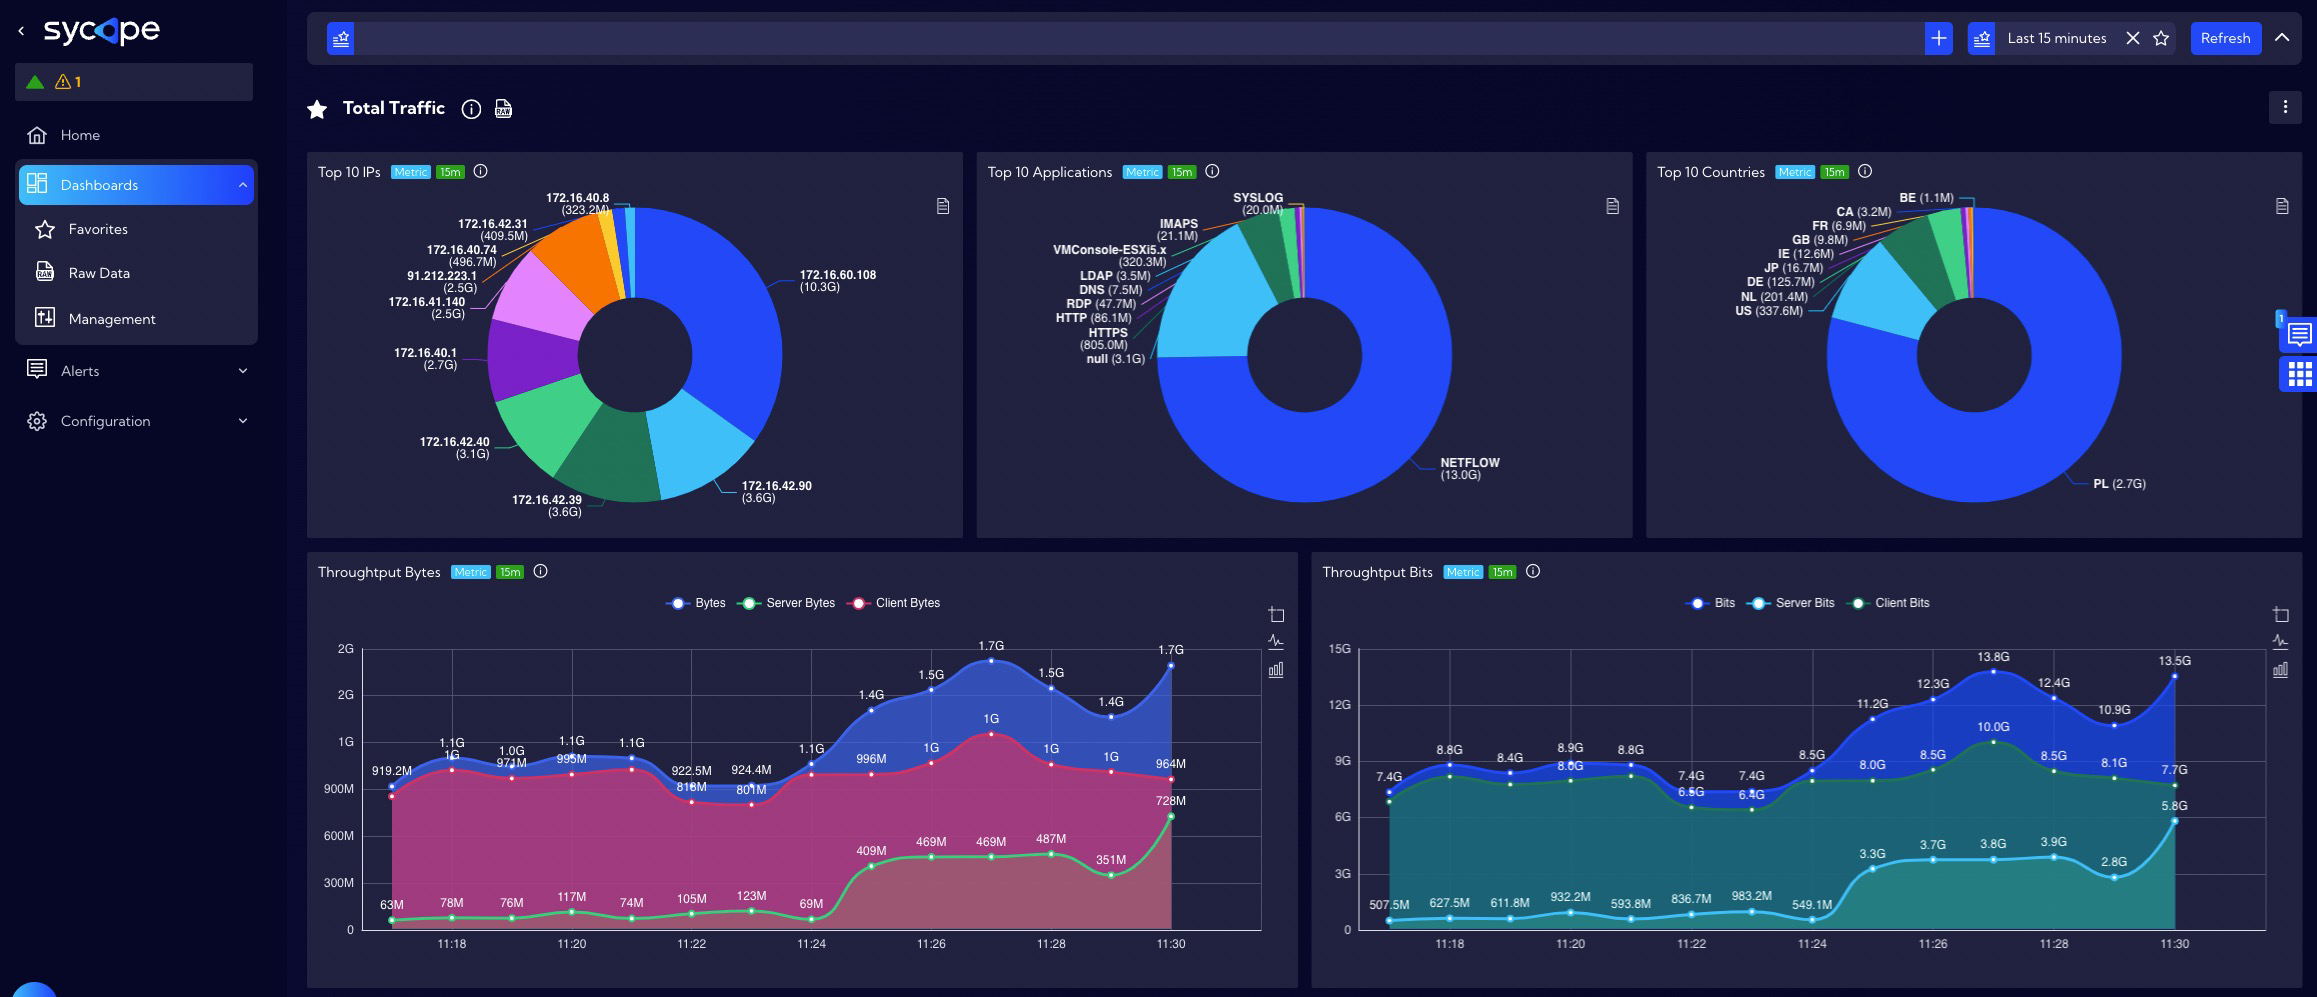 sycope
1
Home
Dashboards
Favorites
Raw Data
Management
Alerts
Configuration
Last 15 minutes
Refresh
Total Traffic
RAW
Top 10 IPs Metric 15m
172.16.40.8
(323.2M)
172.16.42.31
(409.5M)
172.16.40.74
(496.7M)
91.212.223.1
(2.5G)
172.16.41.140
(2.5G)
172.16.40.1
(2.7G)
172.16.42.40
(3.1G)
172.16.42.39
(3.6G)
172.16.42.90
(3.6G)
172.16.60.108
(10.3G)
Top 10 Applications Metric 15m
SYSLOG
(20.0M)
IMAPS
(21.1M)
VMConsole-ESXi5.x
(320.3M)
LDAP (3.5M)
DNS (7.5M)
RDP (47.7M)
HTTP (86.1M)
HTTPS
(805.0M)
null (3.1G)
NETFLOW
(13.0G)
Top 10 Countries Metric 15m
BE (1.1M)
CA (3.2M)
FR (6.9M)
GB (9.8M)
IE (12.6M)
JP (16.7M)
DE (125.7M)
NL (201.4M)
US (337.6M)
PL (2.7G)
1
Throughtput Bytes Metric 15m
Bytes Server Bytes Client Bytes
2G
2G
1G
900M
600M
300M
0
919.2M 1.1G 1.0G 1.1G 1.1G 922.5M 924.4M 1.1G 1.4G 1.5G 1.7G 1.5G 1.4G 1.7G
1G 971M 995M 818M 801M 996M 1G 1G 1G 1G 964M
63M 78M 76M 117M 74M 105M 123M 69M 409M 469M 469M 487M 351M 728M
11:18 11:20 11:22 11:24 11:26 11:28 11:30
Throughtput Bits Metric 15m
Bits Server Bits Client Bits
15G
12G
9G
6G
3G
0
7.4G 8.8G 8.4G 8.9G 8.8G 7.4G 7.4G 8.5G 11.2G 12.3G 13.8G 12.4G 10.9G 13.5G
8.0G 6.5G 6.4G 8.0G 8.5G 10.0G 8.5G 8.1G 7.7G
507.5M 627.5M 611.8M 932.2M 593.8M 836.7M 983.2M 549.1M 3.3G 3.7G 3.8G 3.9G 2.8G 5.8G
11:18 11:20 11:22 11:24 11:26 11:28 11:30